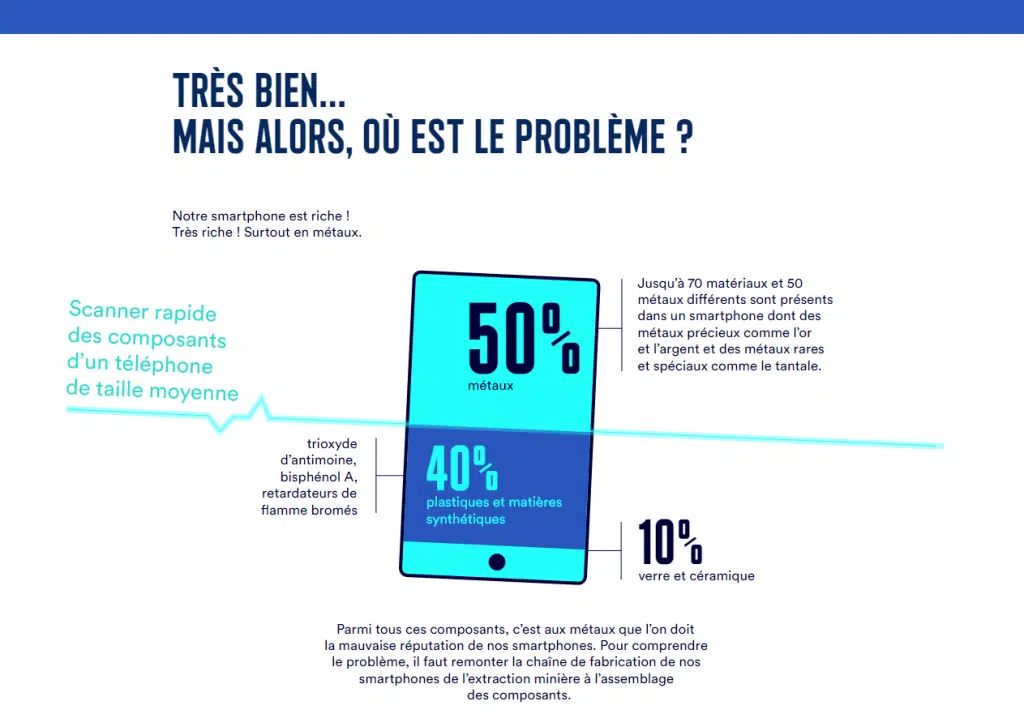 TRÈS BIEN...
MAIS ALORS, OÙ EST LE PROBLÈME ?
Notre smartphone est riche !
Très riche ! Surtout en métaux.
Scanner rapide
des composants
d'un téléphone
de taille moyenne
50%
métaux
Jusqu'à 70 matériaux et 50
métaux différents sont présents
dans un smartphone dont des
métaux précieux comme l'or
et l'argent et des métaux rares
et spéciaux comme le tantale.
trioxyde
d'antimoine,
bisphénol A,
retardateurs de
flamme bromés
40%
plastiques et matières
synthétiques
10%
verre et céramique
Parmi tous ces composants, c'est aux métaux que l'on doit
la mauvaise réputation de nos smartphones. Pour comprendre
le problème, il faut remonter la chaîne de fabrication de nos
smartphones de l'extraction minière à l'assemblage
des composants.